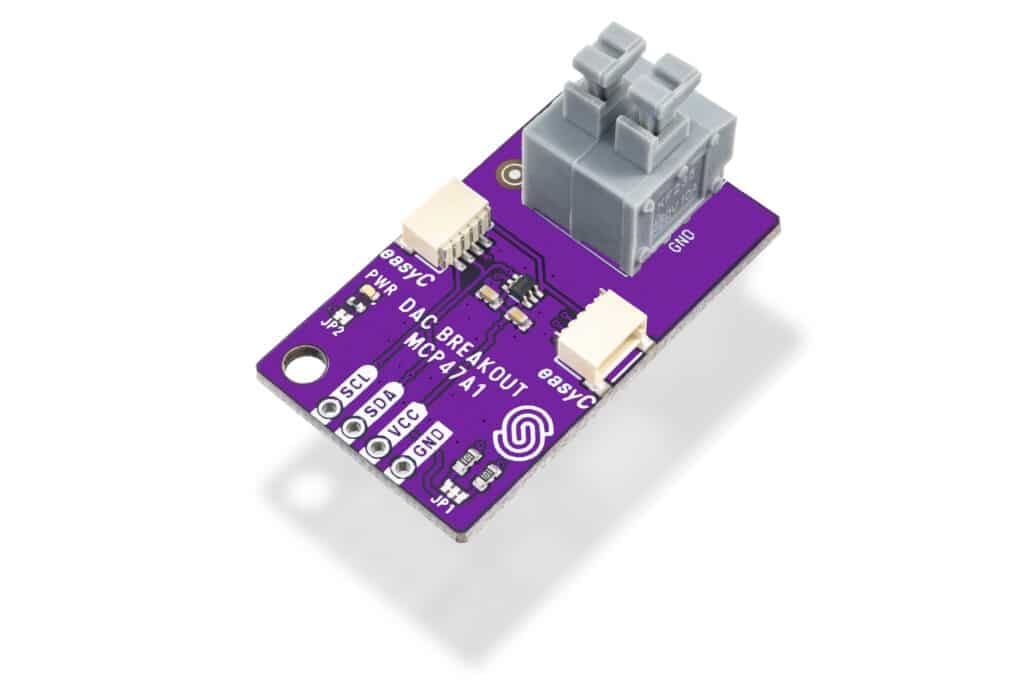 GND
easyC
PWR
JP2
DAC BREAKOUT
MCP47A1
easyC
SCL
SDA
VCC
GND
JP1